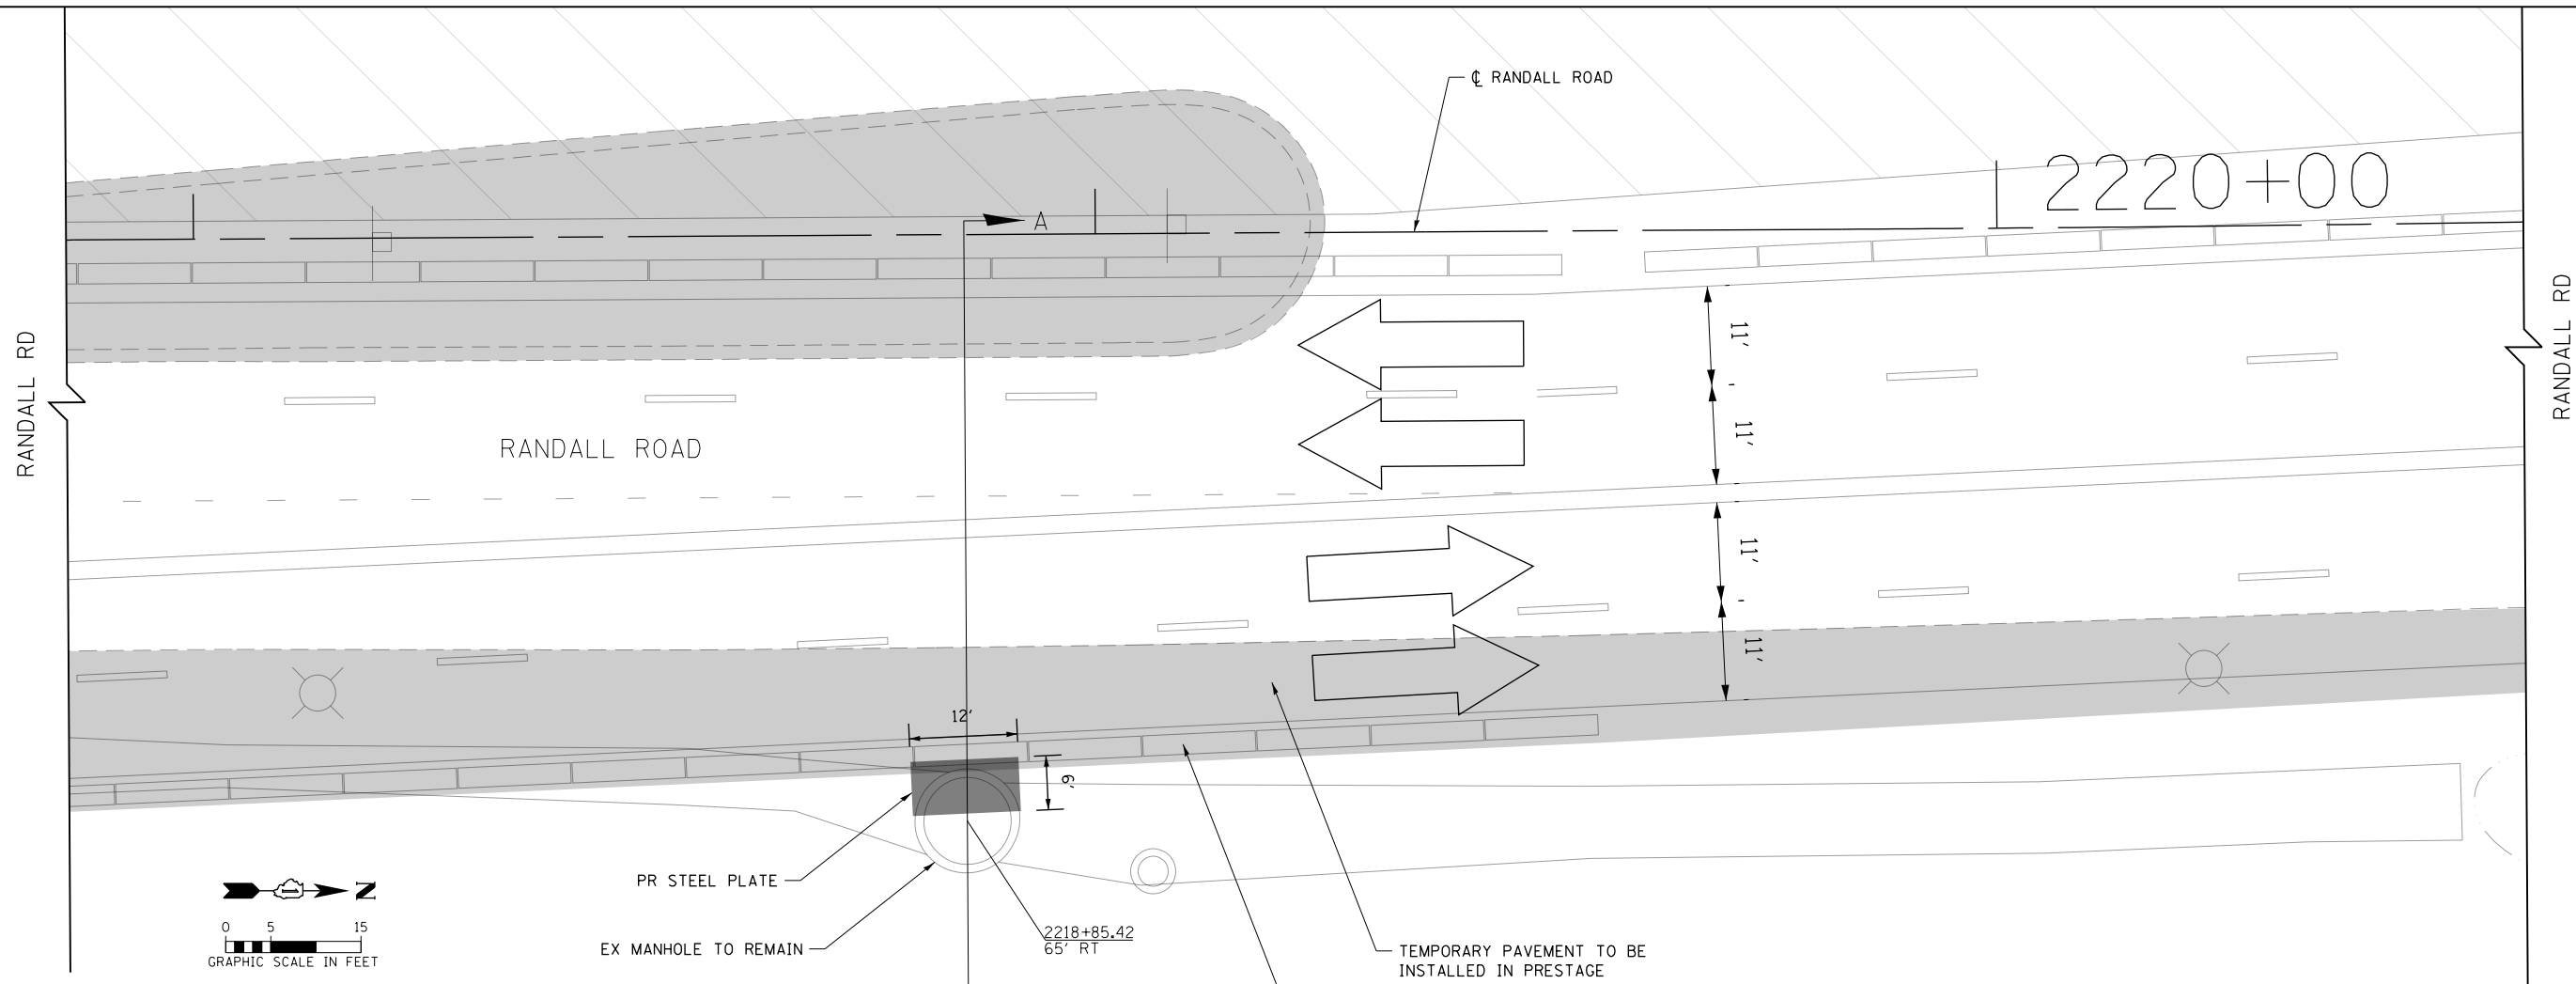 ℄ RANDALL ROAD
2220+00
A
RANDALL RD
RANDALL RD
11'
11'
RANDALL ROAD
11'
11'
12'
6'
PR STEEL PLATE
EX MANHOLE TO REMAIN
2218+85.42
65' RT
TEMPORARY PAVEMENT TO BE
INSTALLED IN PRESTAGE
N
0 5 15
GRAPHIC SCALE IN FEET